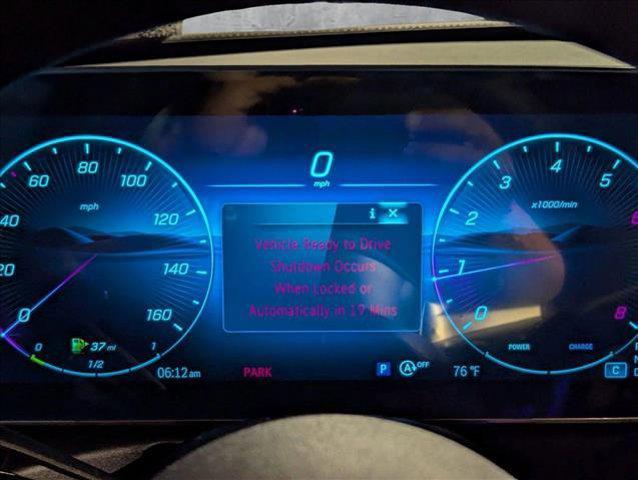 0
mph
60
80
100
40
120
mph
20
140
0
160
37 mi
0
1/2
1
i ✕
Vehicle Ready to Drive
Shutdown Occurs
When Locked or
Automatically in 19 Mins
4
3
5
x1000/min
2
1
0
8
POWER
CHARGE
06:12 am
PARK
P
A OFF
76 °F
C